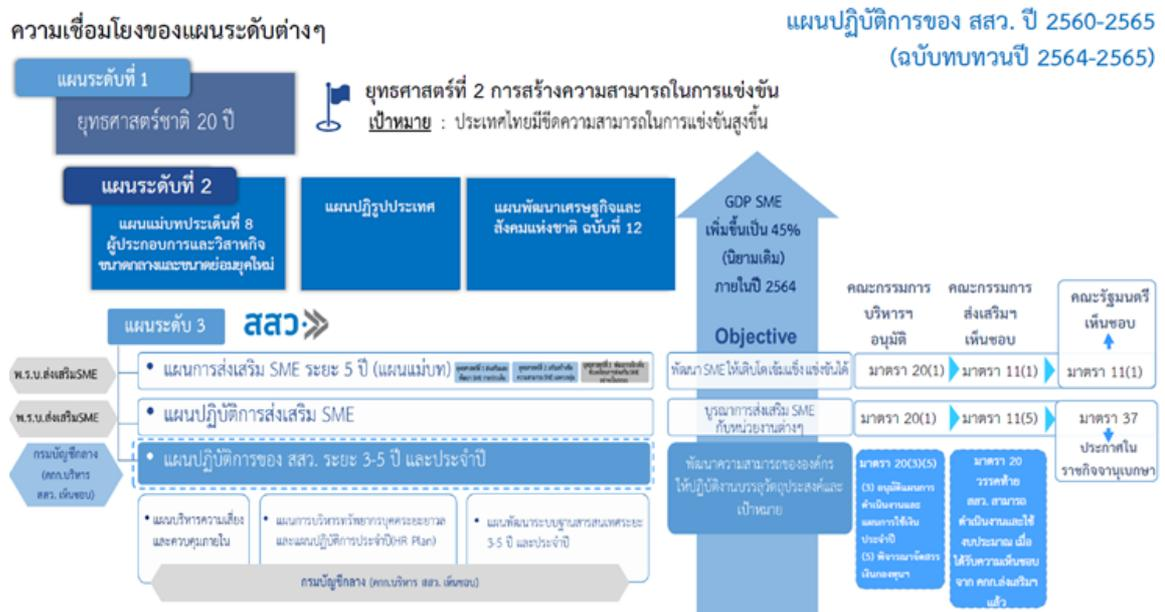 ความเชื่อมโยงของแผนระดับต่างๆ
แผนปฏิบัติการของ สสว. ปี 2560-2565
(ฉบับทบทวนปี 2564-2565)
แผนระดับที่ 1
ยุทธศาสตร์ชาติ 20 ปี
ยุทธศาสตร์ที่ 2 การสร้างความสามารถในการแข่งขัน
เป้าหมาย : ประเทศไทยมีขีดความสามารถในการแข่งขันสูงขึ้น
แผนระดับที่ 2
แผนแม่บทประเด็นที่ 8
ผู้ประกอบการและวิสาหกิจ
ขนาดกลางและขนาดย่อมยุคใหม่
แผนปฏิรูปประเทศ
แผนพัฒนาเศรษฐกิจและ
สังคมแห่งชาติ ฉบับที่ 12
GDP SME
เพิ่มขึ้นเป็น 45%
(นิยามเดิม)
ภายในปี 2564
Objective
คณะกรรมการ
บริหารฯ
อนุมัติ
คณะกรรมการ
ส่งเสริมฯ
เห็นชอบ
คณะรัฐมนตรี
เห็นชอบ
แผนระดับ 3
สสว
พ.ร.บ.ส่งเสริมSME
• แผนการส่งเสริม SME ระยะ 5 ปี (แผนแม่บท)
พัฒนา SME ให้เติบโต เข้มแข็ง แข่งขันได้
มาตรา 20(1)
มาตรา 11(1)
มาตรา 11(1)
พ.ร.บ.ส่งเสริมSME
• แผนปฏิบัติการส่งเสริม SME
บูรณาการส่งเสริม SME
กับหน่วยงานต่างๆ
มาตรา 20(1)
มาตรา 11(5)
มาตรา 37
ประกาศใน
ราชกิจจานุเบกษา
กรมบัญชีกลาง
(คกก.บริหาร
สสว. เห็นชอบ)
• แผนปฏิบัติการของ สสว. ระยะ 3-5 ปี และประจำปี
พัฒนาความสามารถขององค์กร
ให้ปฏิบัติงานบรรลุวัตถุประสงค์และ
เป้าหมาย
มาตรา 20(3)(5)
(3) อนุมัติแผนการ
ดำเนินงานและ
แผนการใช้เงิน
ประจำปี
(5) พิจารณาจัดสรร
เงินกองทุนฯ
มาตรา 20
วรรคท้าย
สสว. สามารถ
ดำเนินงานและใช้
งบประมาณ เมื่อ
ได้รับความเห็นชอบ
จาก คกก.ส่งเสริมฯ
แล้ว
• แผนบริหารความเสี่ยง
และควบคุมภายใน
• แผนการบริหารทรัพยากรบุคคลระยะยาว
และแผนปฏิบัติการประจำปี(HR Plan)
• แผนพัฒนาระบบฐานสารสนเทศระยะ
3-5 ปี และประจำปี
กรมบัญชีกลาง (คกก.บริหาร สสว. เห็นชอบ)